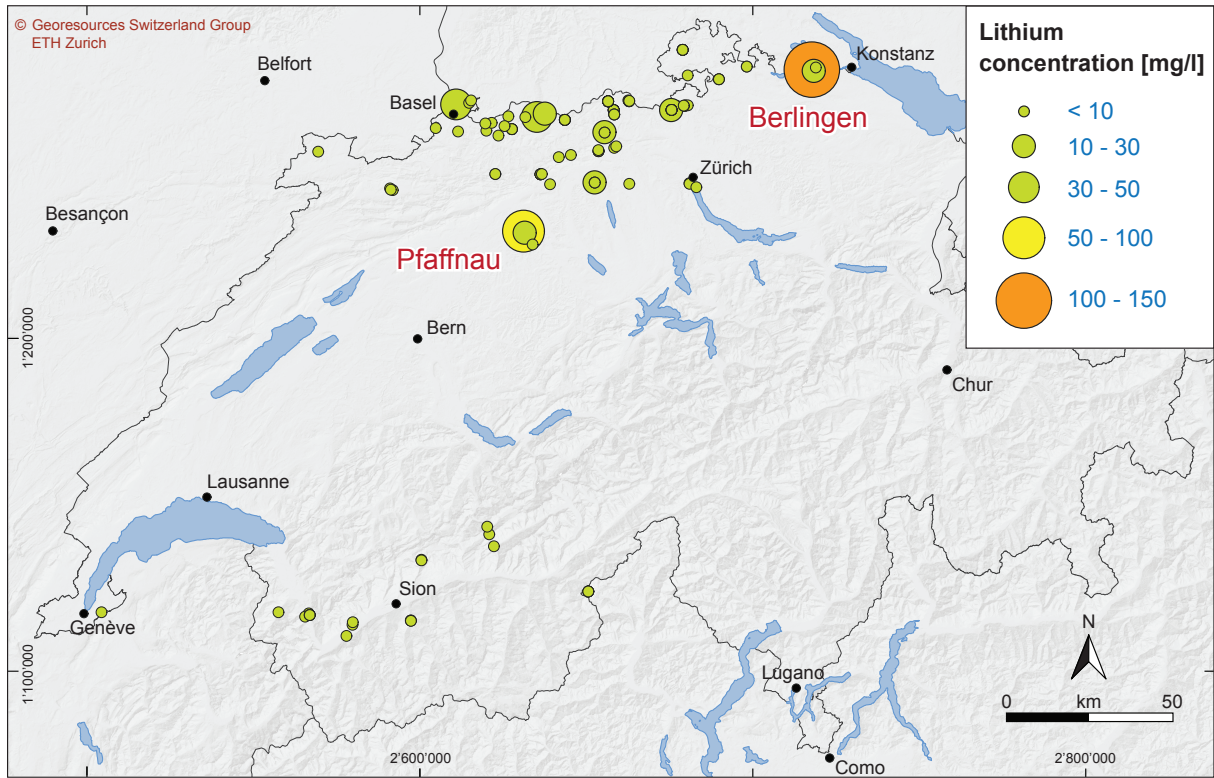 © Georesources Switzerland Group
ETH Zurich
Lithium
concentration [mg/l]
< 10
10 - 30
30 - 50
50 - 100
100 - 150
Belfort
Konstanz
Basel
Berlingen
Zürich
Besançon
Pfaffnau
Bern
1'200'000
Chur
Lausanne
Sion
Genève
N
1'100'000
Lugano
0 km 50
2'600'000
2'800'000
Como